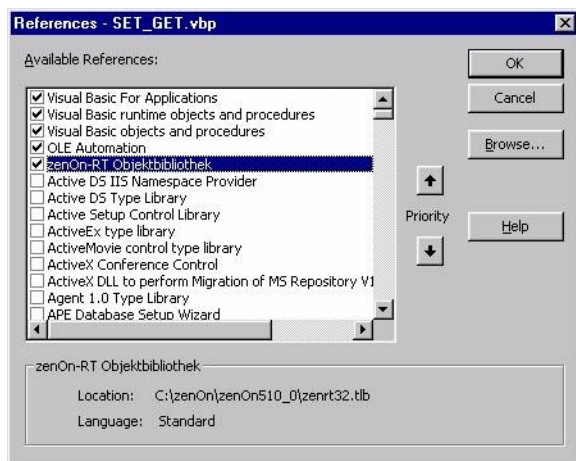 References - SET_GET.vbp
Available References:
Visual Basic For Applications
Visual Basic runtime objects and procedures
Visual Basic objects and procedures
OLE Automation
zenOn-RT Objektbibliothek
Active DS IIS Namespace Provider
Active DS Type Library
Active Setup Control Library
ActiveEx type library
ActiveMovie control type library
ActiveX Conference Control
ActiveX DLL to perform Migration of MS Repository V1
Agent 1.0 Type Library
APE Database Setup Wizard
OK
Cancel
Browse...
Priority
Help
zenOn-RT Objektbibliothek
Location: C:\zenOn\zenOn510_0\zenrt32.tlb
Language: Standard